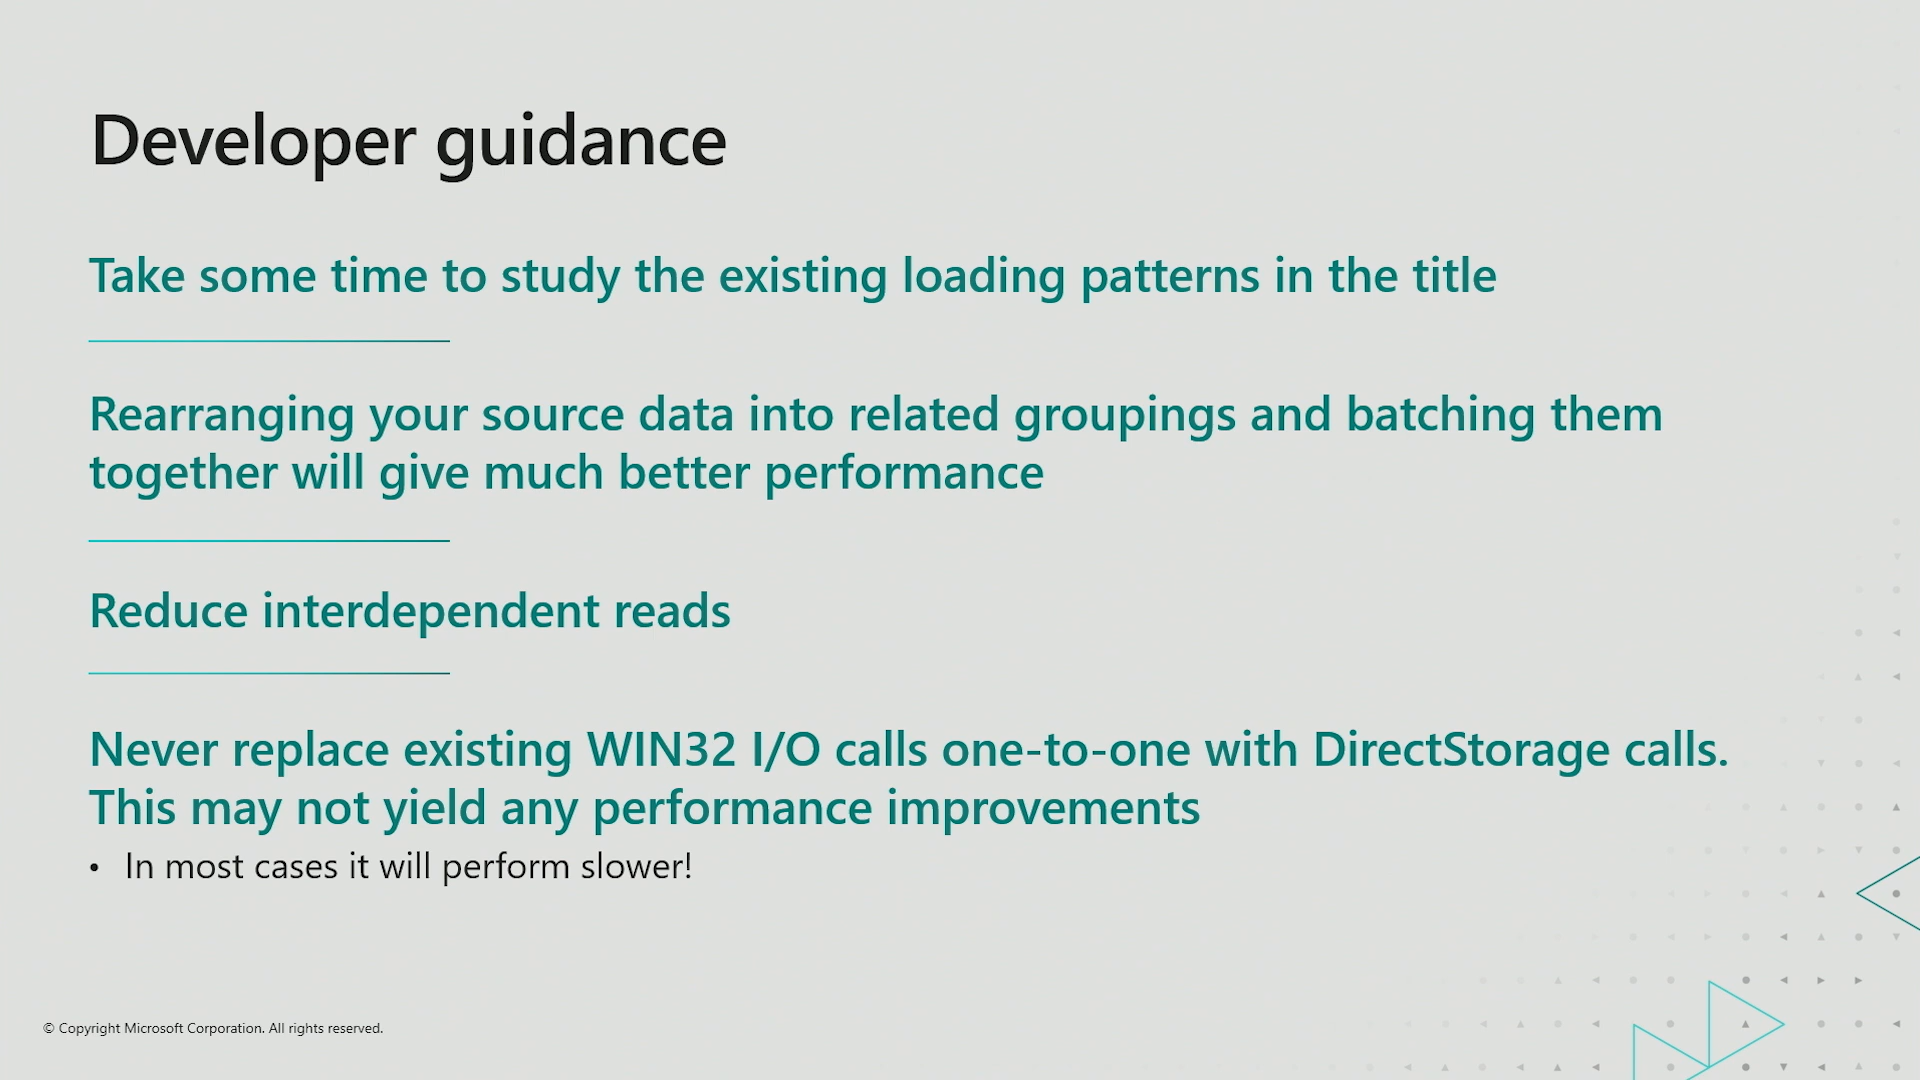 Developer guidance
Take some time to study the existing loading patterns in the title
Rearranging your source data into related groupings and batching them
together will give much better performance
Reduce interdependent reads
Never replace existing WIN32 I/O calls one-to-one with DirectStorage calls.
This may not yield any performance improvements
• In most cases it will perform slower!
© Copyright Microsoft Corporation. All rights reserved.